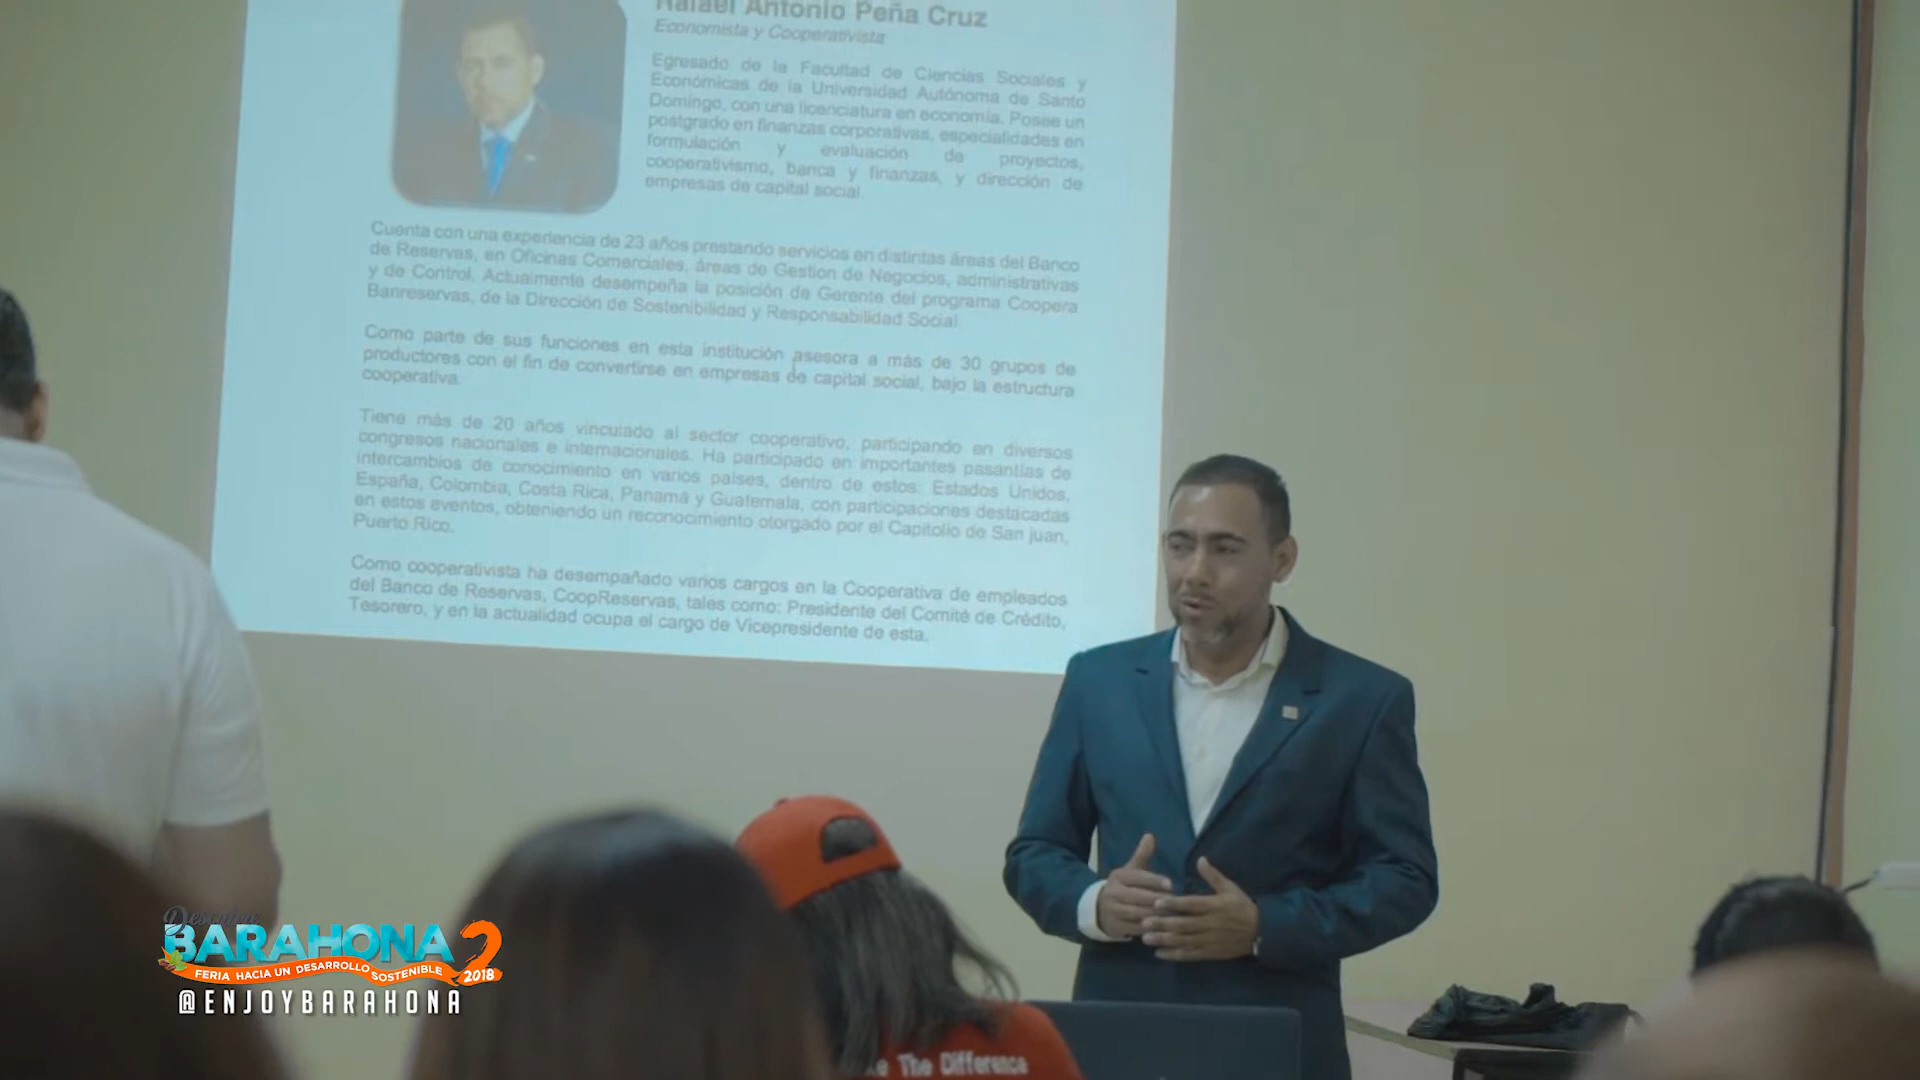 Rafael Antonio Peña Cruz
Economista y Cooperativista
Egresado de la Facultad de Ciencias Sociales y
Económicas de la Universidad Autónoma de Santo
Domingo, con una licenciatura en economía. Posee un
postgrado en finanzas corporativas, especialidades en
formulación y evaluación de proyectos,
cooperativismo, banca y finanzas, y dirección de
empresas de capital social.
Cuenta con una experiencia de 23 años prestando servicios en distintas áreas del Banco
de Reservas, en Oficinas Comerciales, áreas de Gestion de Negocios, administrativas
y de Control. Actualmente desempeña la posición de Gerente del programa Coopera
Banreservas, de la Dirección de Sostenibilidad y Responsabilidad Social.
Como parte de sus funciones en esta institución asesora a más de 30 grupos de
productores con el fin de convertirse en empresas de capital social, bajo la estructura
cooperativa.
Tiene más de 20 años vinculado al sector cooperativo, participando en diversos
congresos nacionales e internacionales. Ha participado en importantes pasantías de
intercambios de conocimiento en varios países, dentro de estos: Estados Unidos,
España, Colombia, Costa Rica, Panamá y Guatemala, con participaciones destacadas
en estos eventos, obteniendo un reconocimiento otorgado por el Capitolio de San juan,
Puerto Rico.
Como cooperativista ha desempañado varios cargos en la Cooperativa de empleados
del Banco de Reservas, CoopReservas, tales como: Presidente del Comité de Crédito,
Tesorero, y en la actualidad ocupa el cargo de Vicepresidente de esta.
Descubre
BARAHONA 2
FERIA HACIA UN DESARROLLO SOSTENIBLE 2018
@ENJOYBARAHONA
The Difference